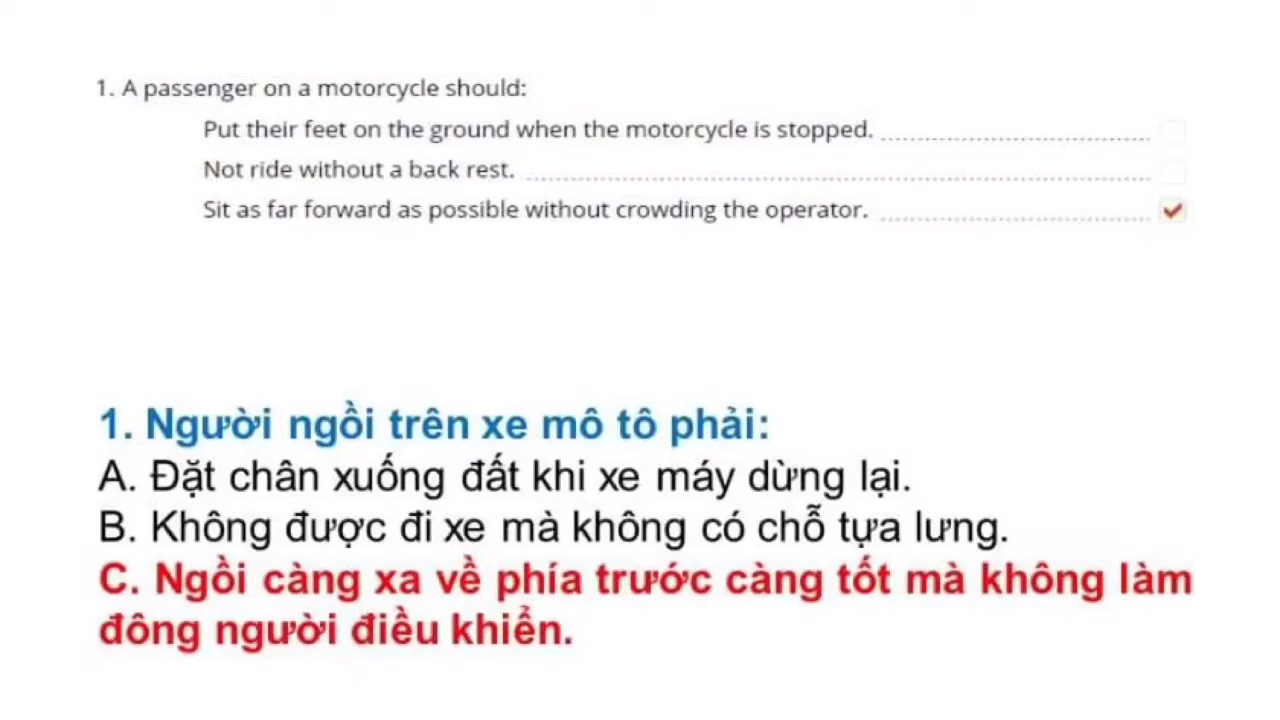 1. A passenger on a motorcycle should:
Put their feet on the ground when the motorcycle is stopped.
Not ride without a back rest.
Sit as far forward as possible without crowding the operator.
1. Người ngồi trên xe mô tô phải:
A. Đặt chân xuống đất khi xe máy dừng lại.
B. Không được đi xe mà không có chỗ tựa lưng.
C. Ngồi càng xa về phía trước càng tốt mà không làm
đông người điều khiển.